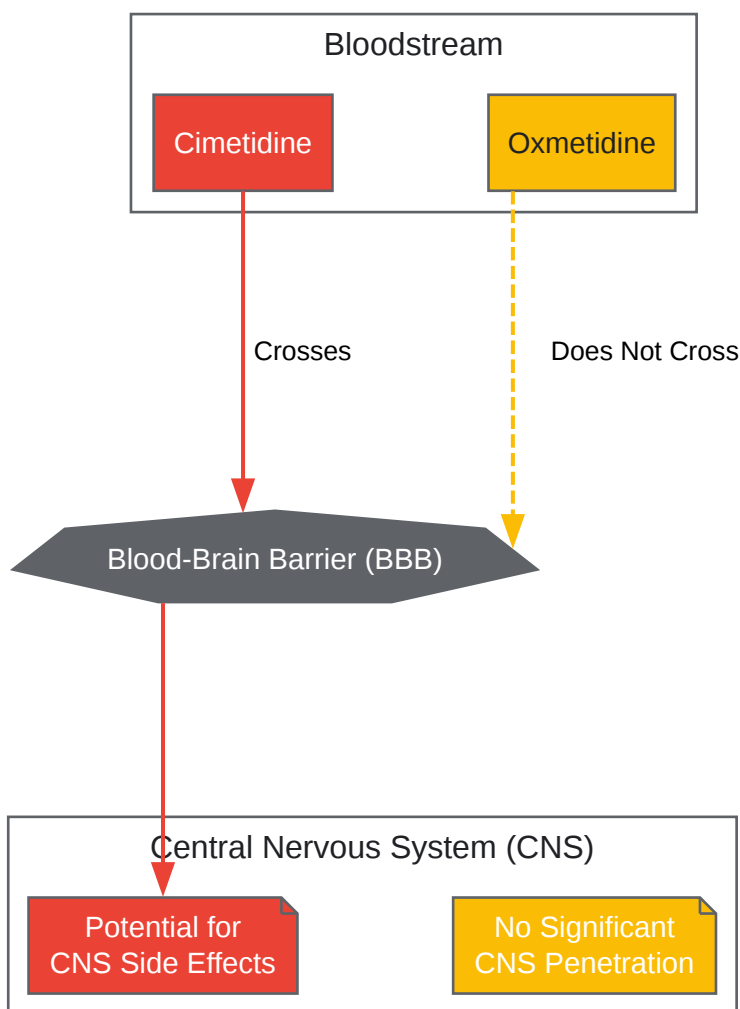 Bloodstream
Cimetidine
Oxmetidine
Crosses
Does Not Cross
Blood-Brain Barrier (BBB)
Central Nervous System (CNS)
Potential for
CNS Side Effects
No Significant
CNS Penetration